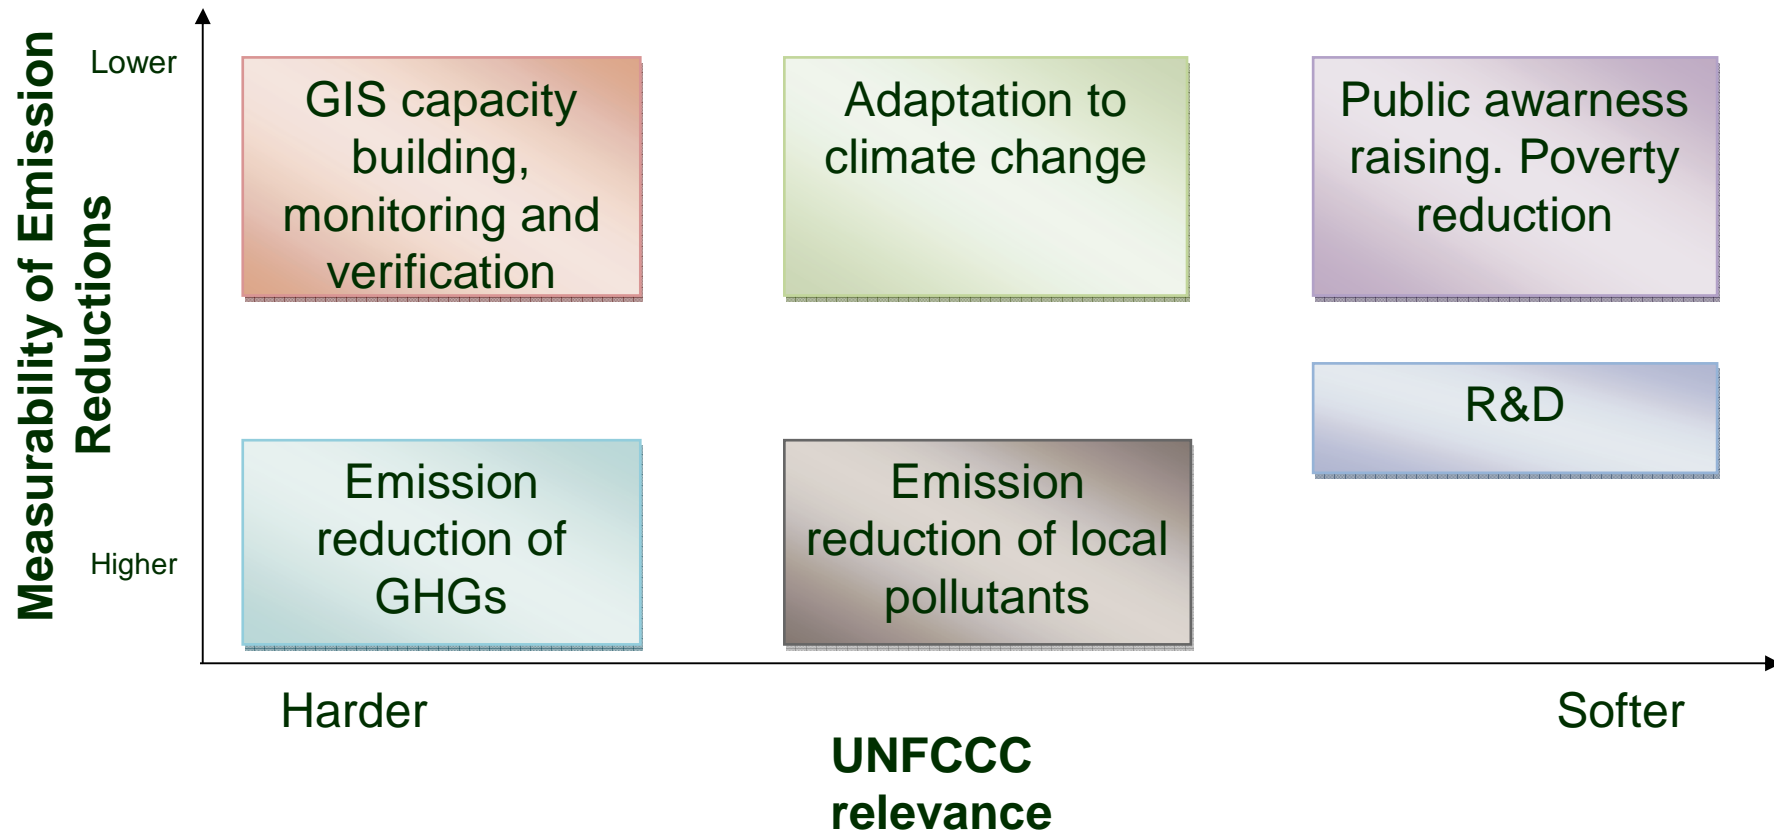 Measurability of Emission
Reductions
Lower
Higher
GIS capacity
building,
monitoring and
verification
Adaptation to
climate change
Public awarness
raising. Poverty
reduction
R&D
Emission
reduction of
GHGs
Emission
reduction of local
pollutants
Harder
Softer
UNFCCC
relevance